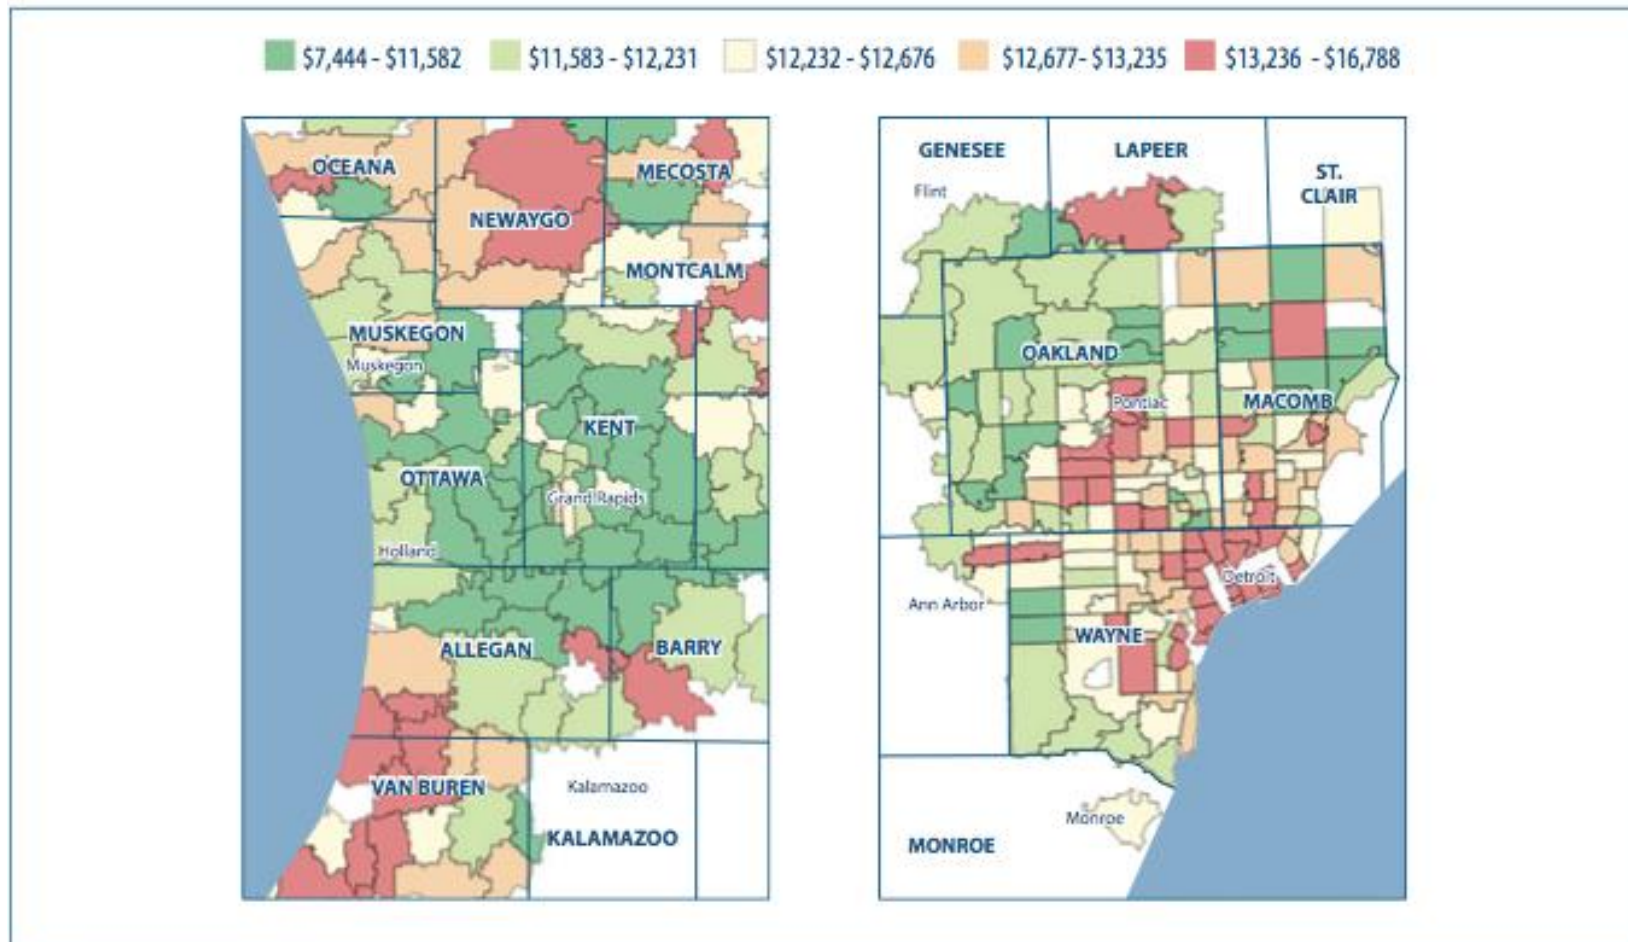 $7,444 - $11,582 $11,583 - $12,231 $12,232 - $12,676 $12,677- $13,235 $13,236 - $16,788
OCEANA
MECOSTA
NEWAYGO
MONTCALM
MUSKEGON
Muskegon
KENT
OTTAWA
Grand Rapids
Holland
ALLEGAN
BARRY
VAN BUREN
Kalamazoo
KALAMAZOO
GENESEE
LAPEER
Flint
ST.
CLAIR
OAKLAND
Pontiac
MACOMB
Detroit
Ann Arbor
WAYNE
Monroe
MONROE